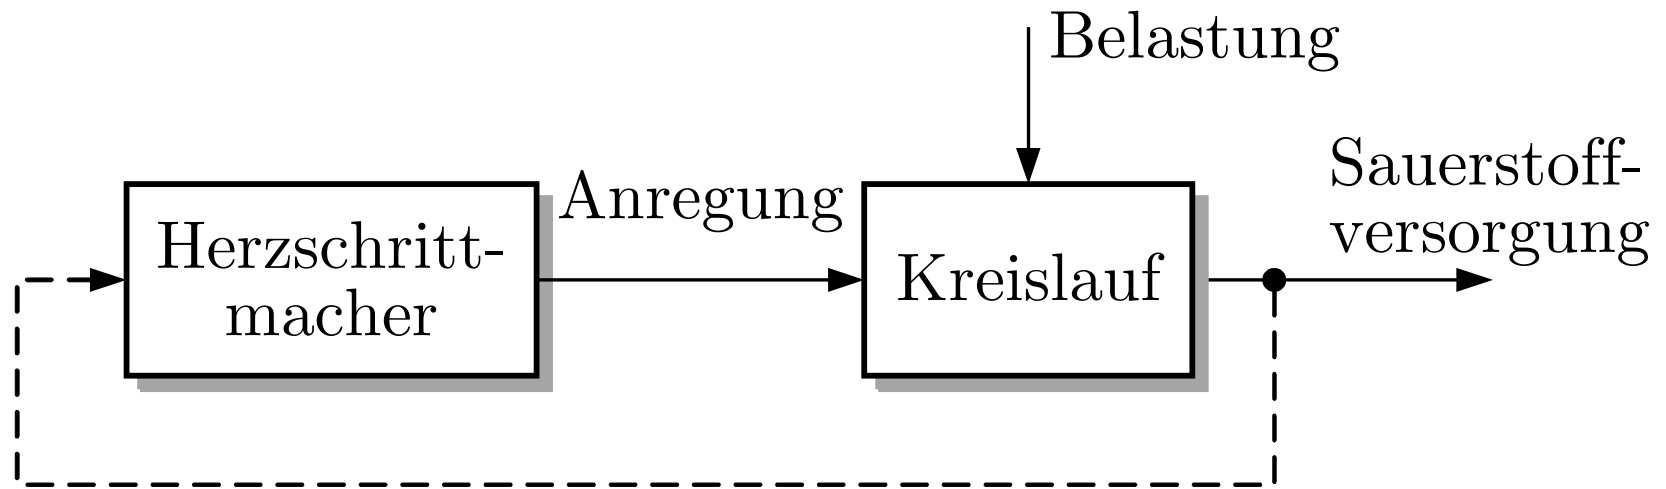 Belastung
Sauerstoff-
versorgung
Anregung
Herzschritt-
macher
Kreislauf